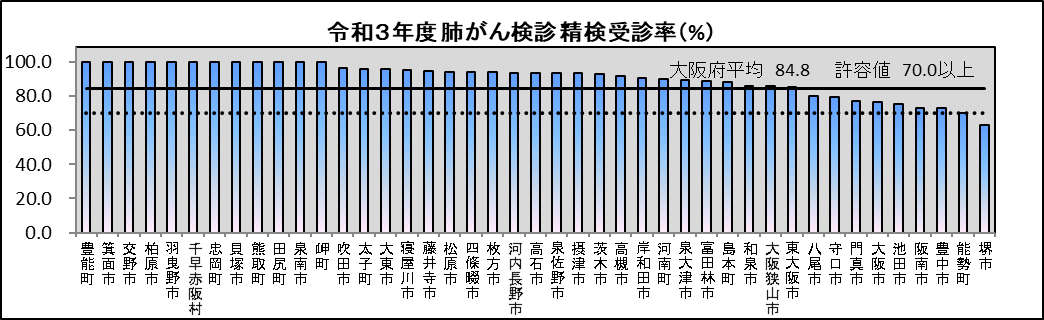 令和3年度肺がん検診精検受診率(%)
大阪府平均 84.8 許容値 70.0以上
100.0
80.0
60.0
40.0
20.0
0.0
豊能町
箕面市
交野市
柏原市
羽曳野市
千早赤阪村
忠岡町
貝塚市
熊取町
田尻町
泉南市
岬町
吹田市
太子町
大東市
寝屋川市
藤井寺市
松原市
四條畷市
枚方市
河内長野市
高石市
泉佐野市
摂津市
茨木市
高槻市
岸和田市
河南町
泉大津市
富田林市
島本町
和泉市
大阪狭山市
東大阪市
八尾市
守口市
門真市
大阪市
池田市
阪南市
豊中市
能勢町
堺市